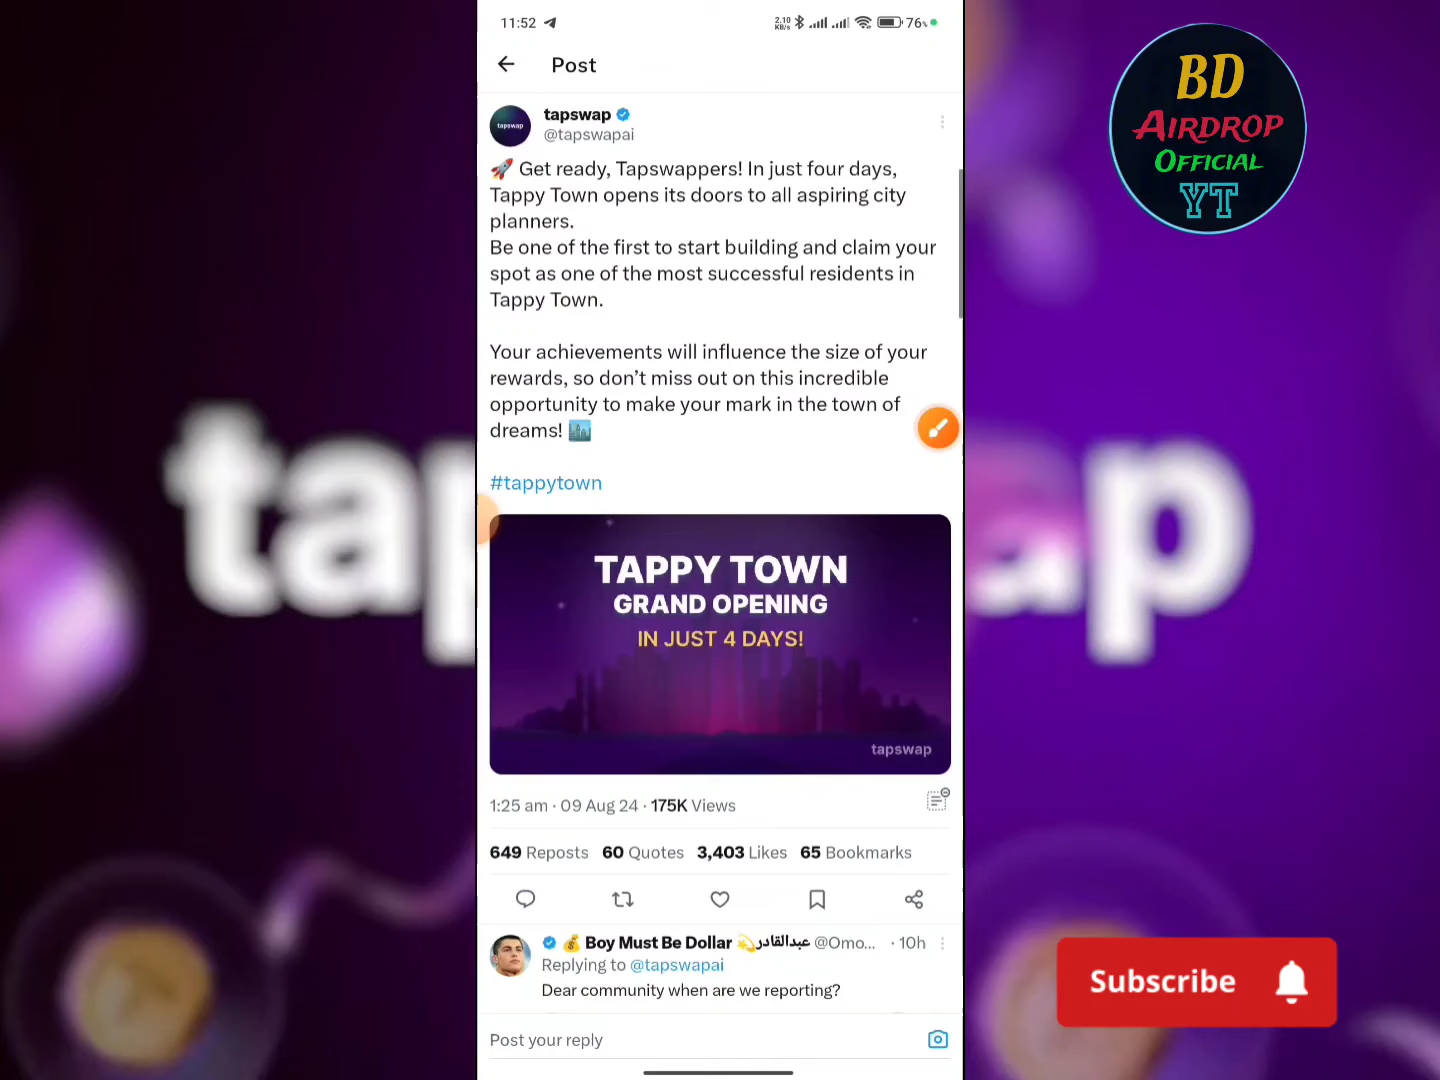 11:52
2.10
KB/s
76%
Post
tapswap
tapswap
@tapswapai
🚀 Get ready, Tapswappers! In just four days,
Tappy Town opens its doors to all aspiring city
planners.
Be one of the first to start building and claim your
spot as one of the most successful residents in
Tappy Town.
Your achievements will influence the size of your
rewards, so don’t miss out on this incredible
opportunity to make your mark in the town of
dreams! 🏙️
#tappytown
TAPPY TOWN
GRAND OPENING
IN JUST 4 DAYS!
tapswap
1:25 am · 09 Aug 24 · 175K Views
649 Reposts 60 Quotes 3,403 Likes 65 Bookmarks
💰 Boy Must Be Dollar 💫عبدالقادر @Omo... · 10h
Replying to @tapswapai
Dear community when are we reporting?
Post your reply
tap
ap
BD
AIRDROP
OFFICIAL
YT
Subscribe